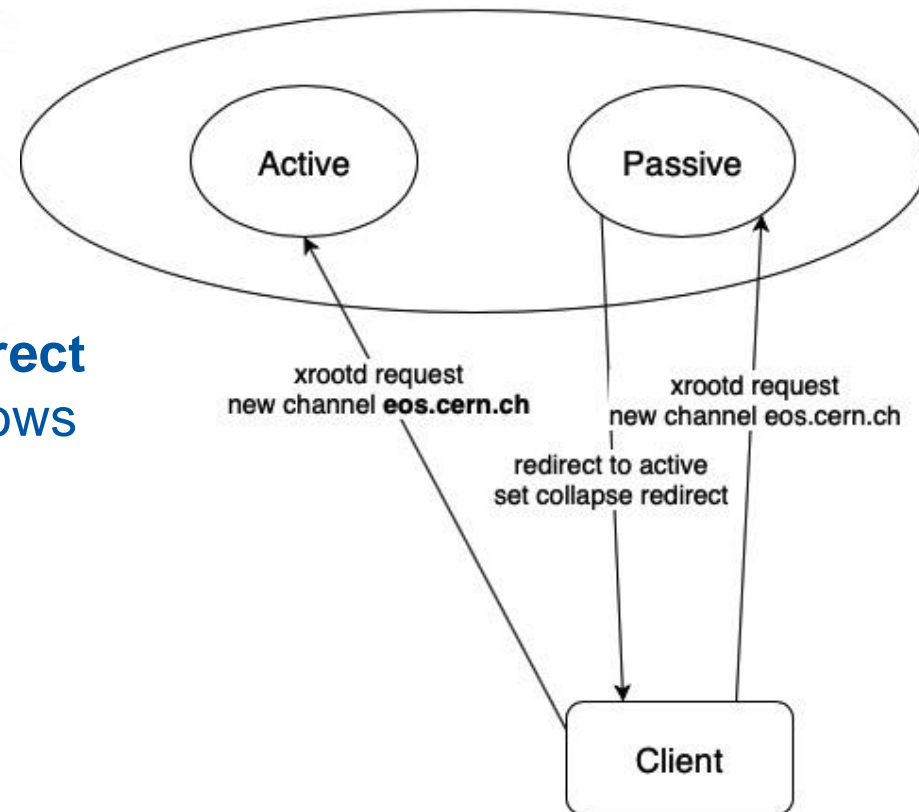 Active
Passive
rect
ows
xrootd request
new channel eos.cern.ch
xrootd request
new channel eos.cern.ch
redirect to active
set collapse redirect
Client